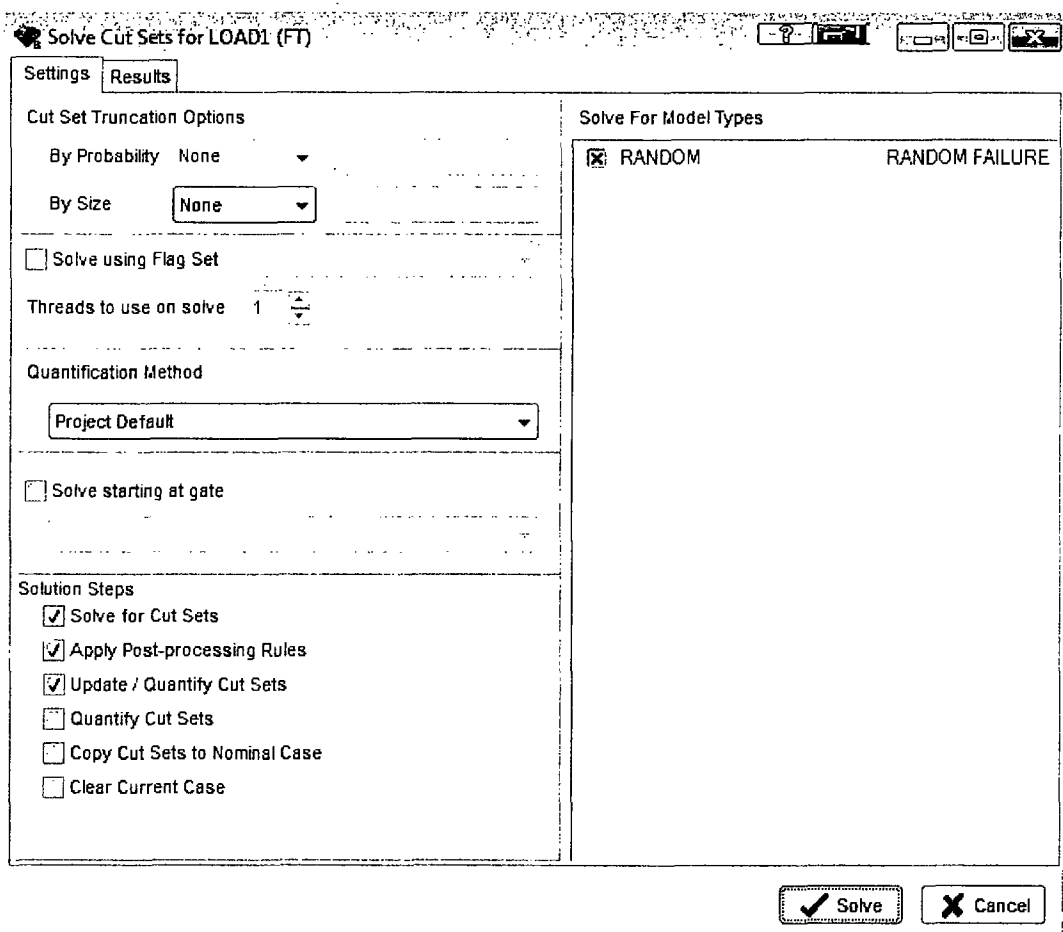 Solve Cut Sets for LOAD1 (FT)
?
Settings
Results
Cut Set Truncation Options
By Probability None
By Size None
Solve using Flag Set
Threads to use on solve 1
Quantification Method
Project Default
Solve starting at gate
Solution Steps
Solve for Cut Sets
Apply Post-processing Rules
Update / Quantify Cut Sets
Quantify Cut Sets
Copy Cut Sets to Nominal Case
Clear Current Case
Solve For Model Types
RANDOM RANDOM FAILURE
Solve
Cancel